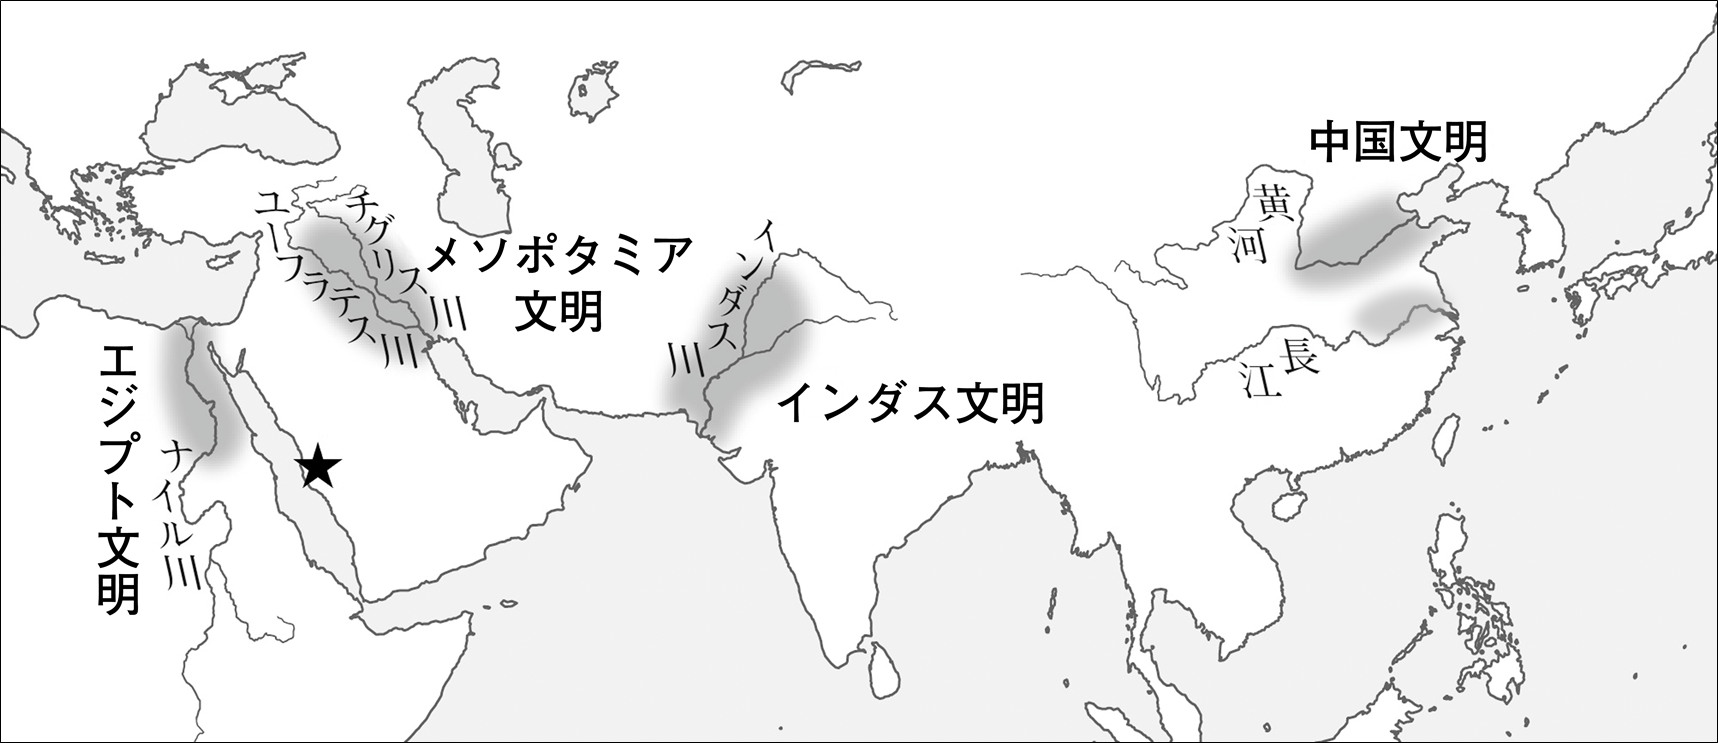 エジプト文明
ナイル川
ユーフラテス川
チグリス川
メソポタミア
文明
インダス川
インダス文明
中国文明
黄河
長江